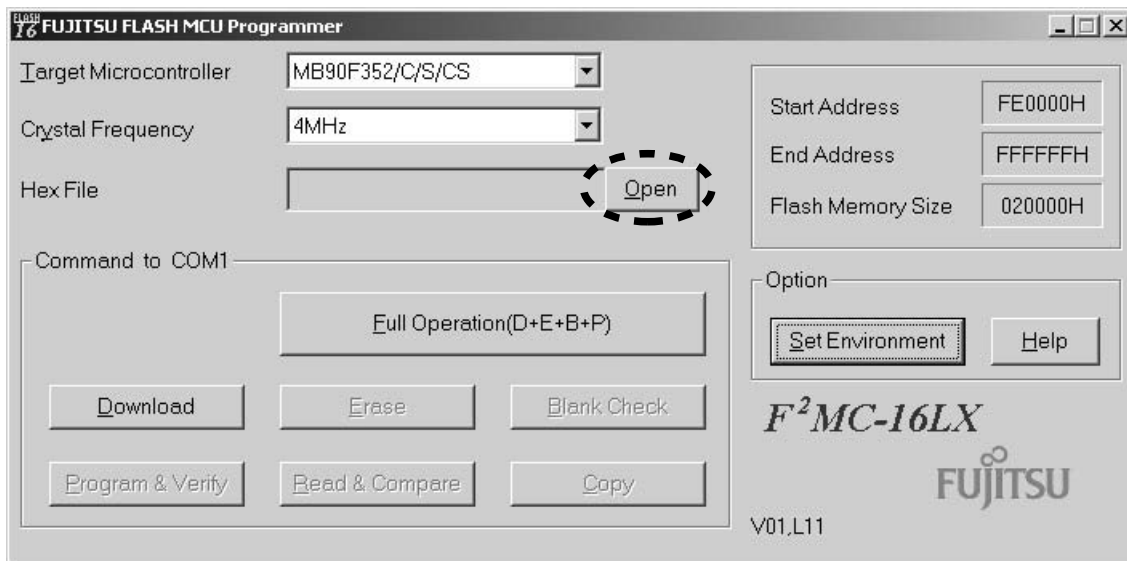 FLASH
16 FUJITSU FLASH MCU Programmer
Target Microcontroller
MB90F352/C/S/CS
Crystal Frequency
4MHz
Hex File
Open
Start Address
FE0000H
End Address
FFFFFFH
Flash Memory Size
020000H
Command to COM1
Full Operation(D+E+B+P)
Download
Erase
Blank Check
Program & Verify
Read & Compare
Copy
Option
Set Environment
Help
F²MC-16LX
FUJITSU
V01,L11